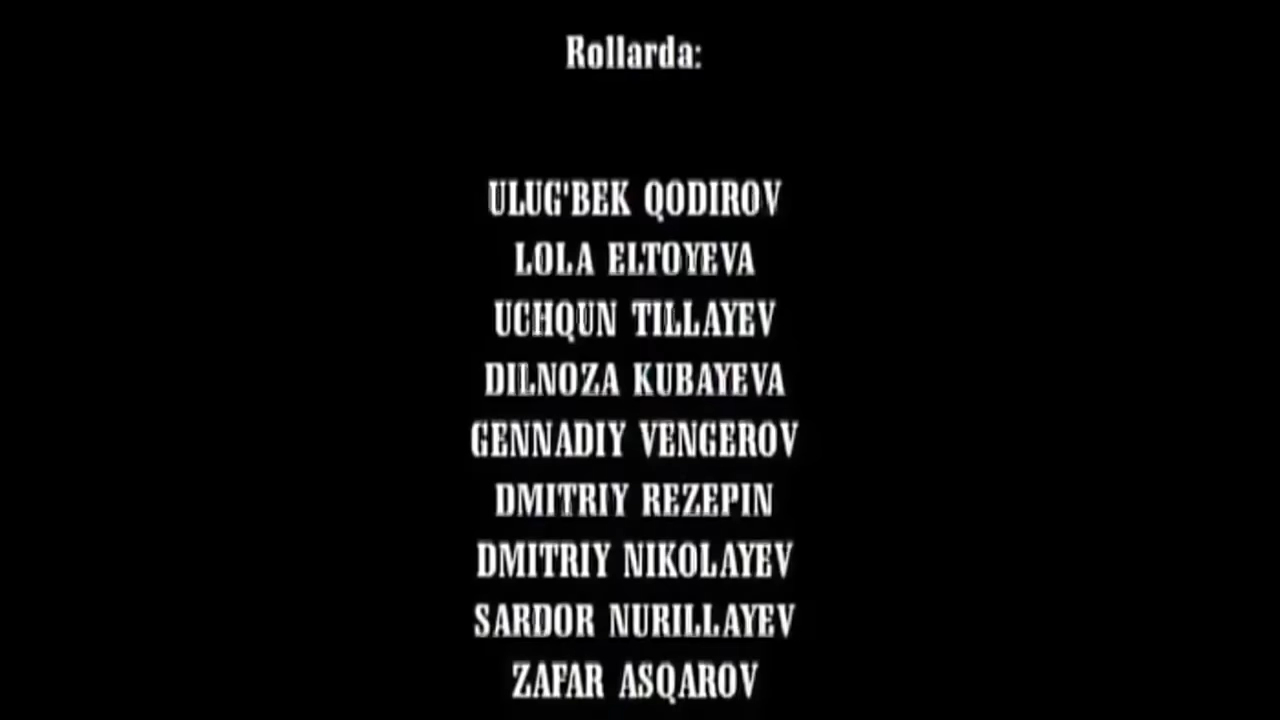 Rollarda:
ULUG'BEK QODIROV
LOLA ELTOYEVA
UCHQUN TILLAYEV
DILNOZA KUBAYEVA
GENNADIY VENGEROV
DMITRIY REZEPIN
DMITRIY NIKOLAYEV
SARDOR NURILLAYEV
ZAFAR ASQAROV